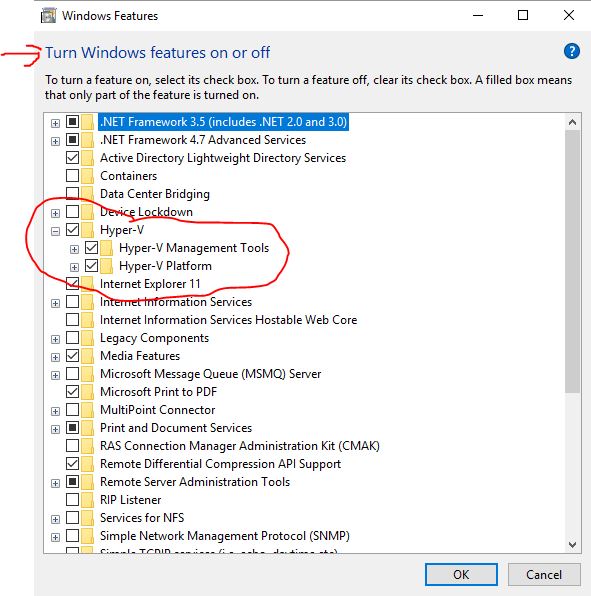 Windows Features
Turn Windows features on or off
To turn a feature on, select its check box. To turn a feature off, clear its check box. A filled box means
that only part of the feature is turned on.
.NET Framework 3.5 (includes .NET 2.0 and 3.0)
.NET Framework 4.7 Advanced Services
Active Directory Lightweight Directory Services
Containers
Data Center Bridging
Device Lockdown
Hyper-V
Hyper-V Management Tools
Hyper-V Platform
Internet Explorer 11
Internet Information Services
Internet Information Services Hostable Web Core
Legacy Components
Media Features
Microsoft Message Queue (MSMQ) Server
Microsoft Print to PDF
MultiPoint Connector
Print and Document Services
RAS Connection Manager Administration Kit (CMAK)
Remote Differential Compression API Support
Remote Server Administration Tools
RIP Listener
Services for NFS
Simple Network Management Protocol (SNMP)
Simple TCPIP services (i.e. echo, daytime etc)
OK
Cancel